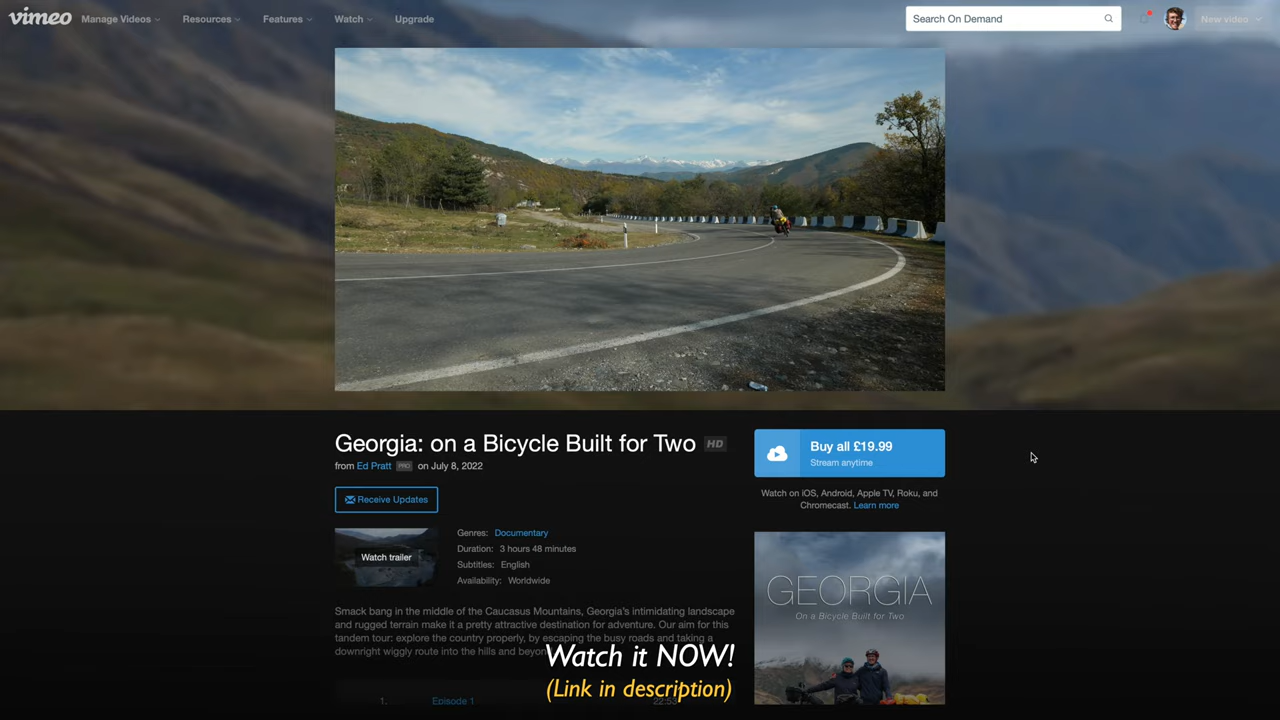 vimeo
Manage Videos
Resources
Features
Watch
Upgrade
Search On Demand
New video
Georgia: on a Bicycle Built for Two HD
from Ed Pratt PRO on July 8, 2022
Receive Updates
Buy all £19.99
Stream anytime
Watch on iOS, Android, Apple TV, Roku, and
Chromecast. Learn more
Watch trailer
Genres: Documentary
Duration: 3 hours 48 minutes
Subtitles: English
Availability: Worldwide
Smack bang in the middle of the Caucasus Mountains, Georgia's intimidating landscape
and rugged terrain make it a pretty attractive destination for adventure. Our aim for this
tandem tour: explore the country properly, by escaping the busy roads and taking a
downright wiggly route into the hills and beyon
GEORGIA
On a Bicycle Built for Two
Watch it NOW!
(Link in description)
1. Episode 1 22:53